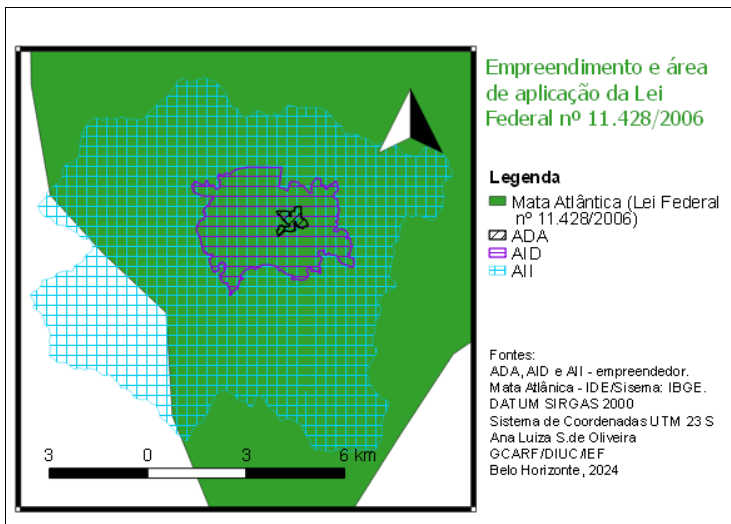 Empreendimento e área
de aplicação da Lei
Federal nº 11.428/2006
Legenda
Mata Atlântica (Lei Federal
nº 11.428/2006)
ADA
AID
AII
Fontes:
ADA, AID e AII - empreendedor.
Mata Atlânica - IDE/Sisema: IBGE.
DATUM SIRGAS 2000
Sistema de Coordenadas UTM 23 S
Ana Luiza S.de Oliveira
GCARF/DIUC/IEF
Belo Horizonte, 2024
3 0 3 6 km